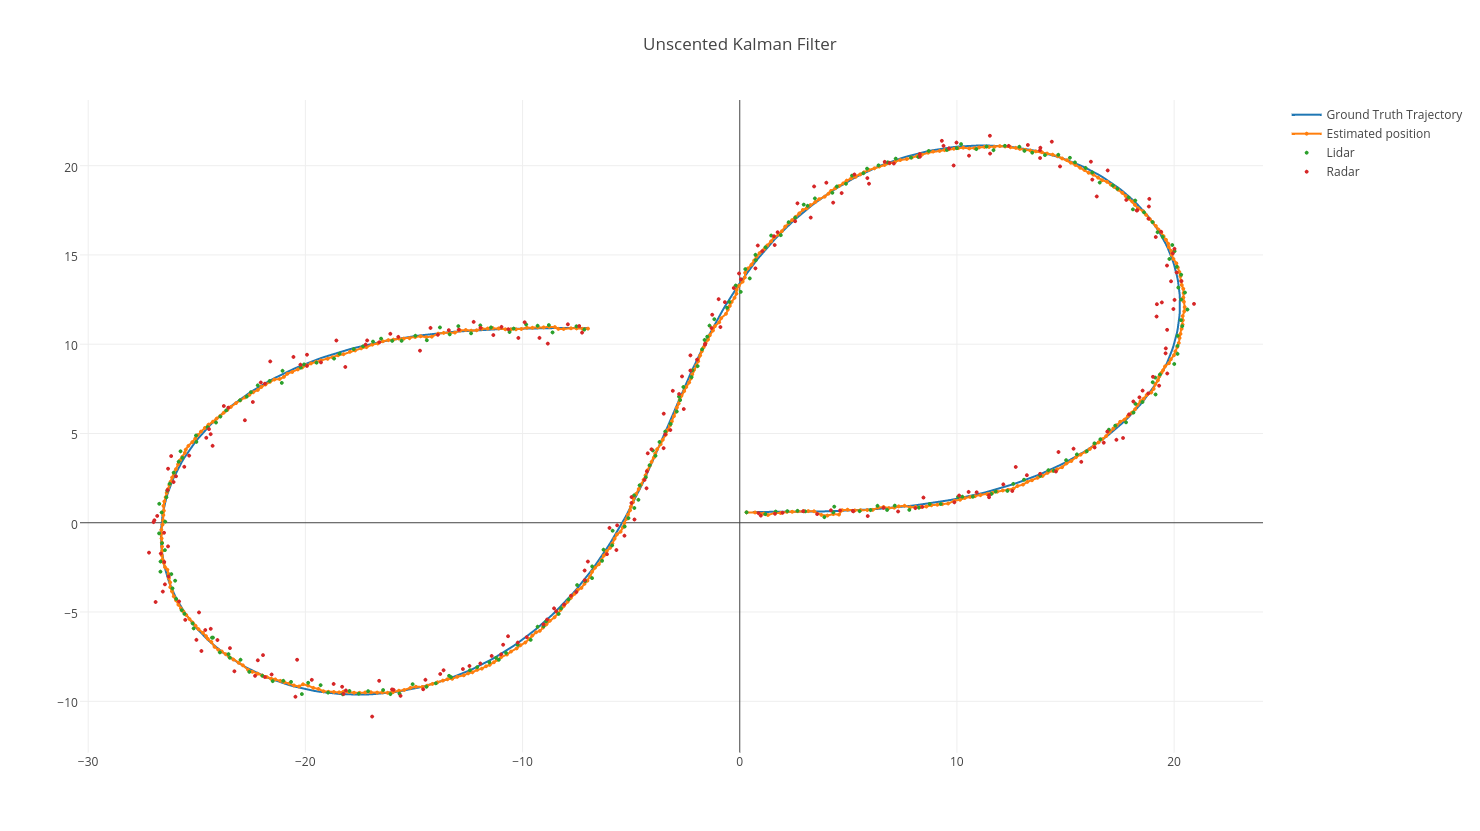 Unscented Kalman Filter
Ground Truth Trajectory
Estimated position
Lidar
Radar
20
15
10
5
0
−5
−10
−30
−20
−10
0
10
20